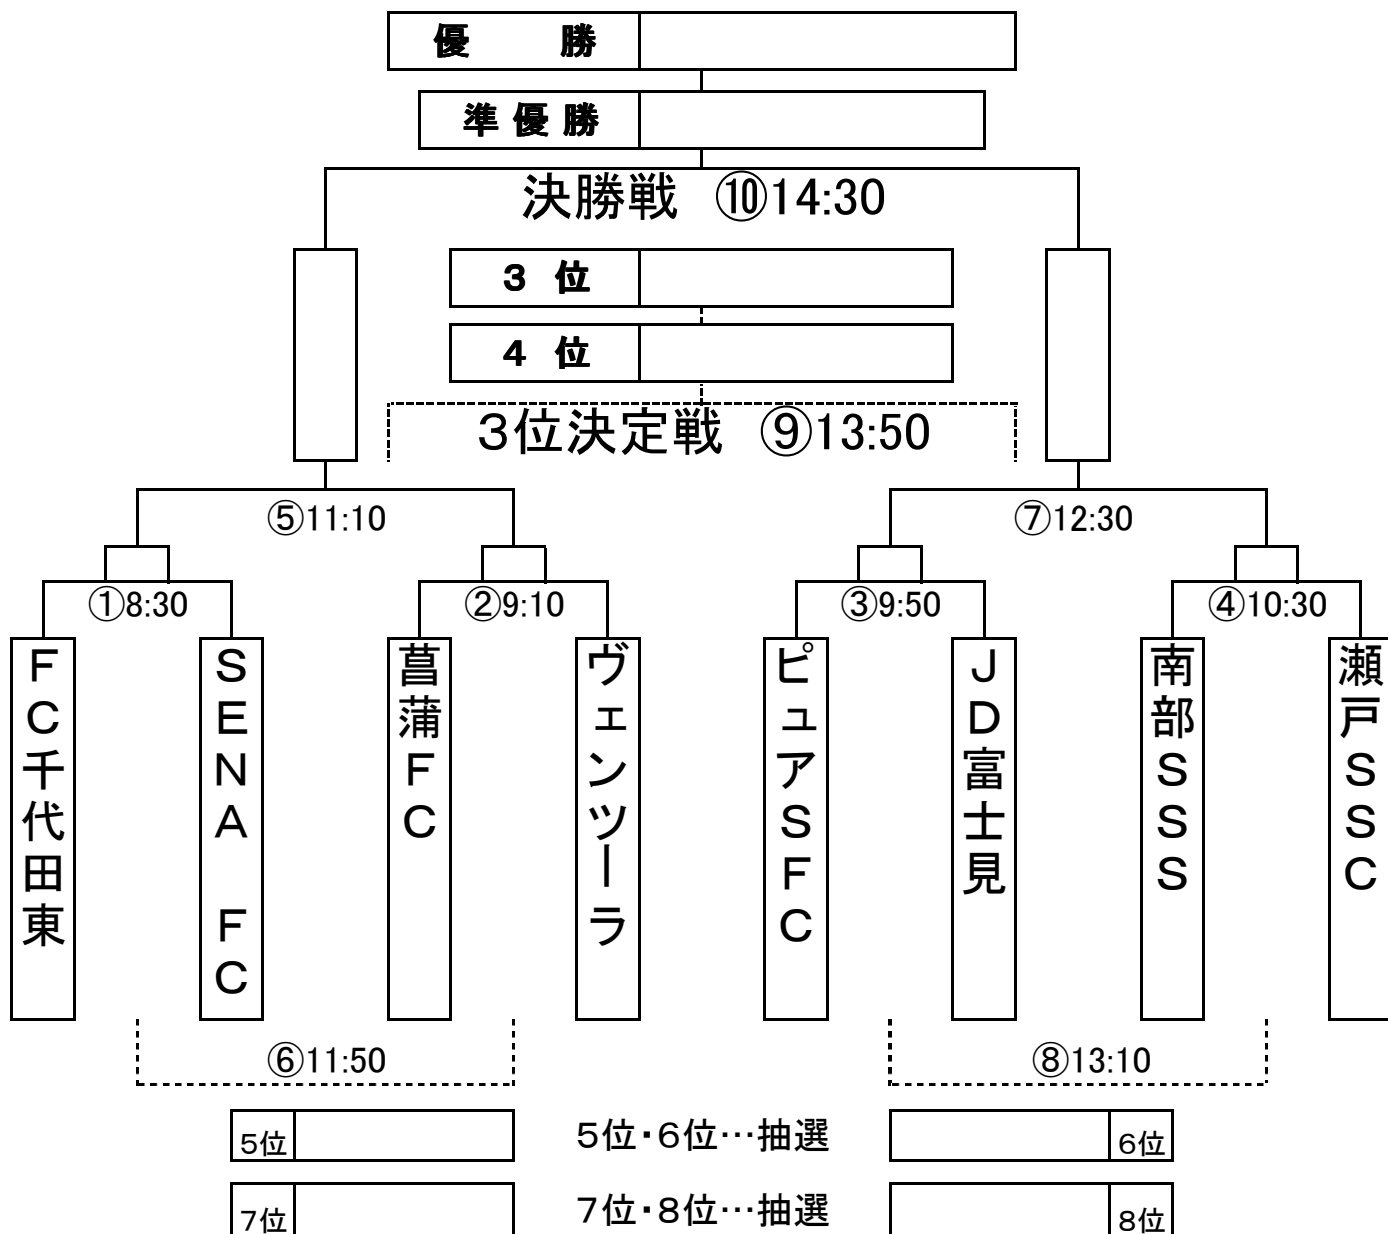 優　勝
準優勝
決勝戦　⑩14:30
３　位
４　位
３位決定戦　⑨13:50
⑤11:10
⑦12:30
①8:30
②9:10
③9:50
④10:30
ＦＣ千代田東
ＳＥＮＡ　ＦＣ
菖蒲ＦＣ
ヴェンツーラ
ピュアＳＦＣ
ＪＤ富士見
南部ＳＳＳ
瀬戸ＳＳＣ
⑥11:50
⑧13:10
５位
５位・６位…抽選
６位
７位
７位・８位…抽選
８位